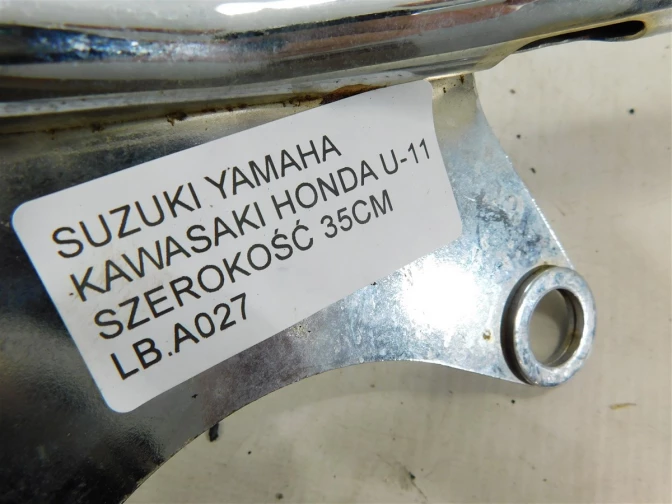 SUZUKI YAMAHA
KAWASAKI HONDA U-11
SZEROKOŚĆ 35CM
LB.A027